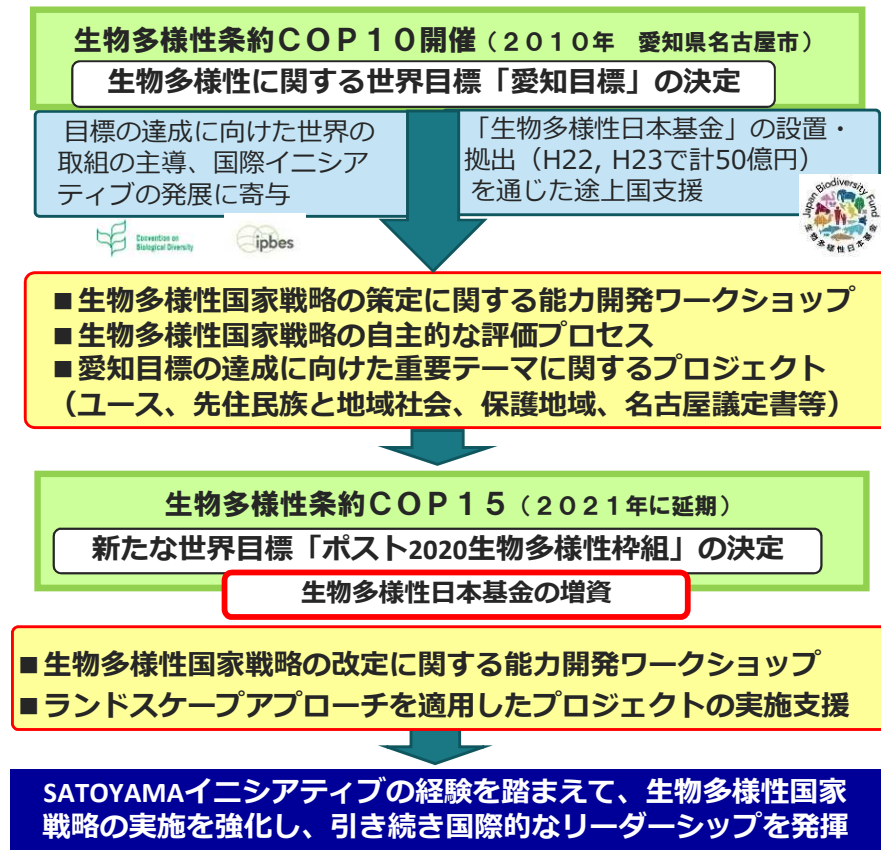 生物多様性条約ＣＯＰ１０開催（２０１０年　愛知県名古屋市）
生物多様性に関する世界目標「愛知目標」の決定
目標の達成に向けた世界の
取組の主導、国際イニシア
ティブの発展に寄与
「生物多様性日本基金」の設置・
拠出（H22, H23で計50億円）
を通じた途上国支援
Convention on
Biological Diversity
ipbes
Japan Biodiversity Fund
生物多様性日本基金
■生物多様性国家戦略の策定に関する能力開発ワークショップ
■生物多様性国家戦略の自主的な評価プロセス
■愛知目標の達成に向けた重要テーマに関するプロジェクト
（ユース、先住民族と地域社会、保護地域、名古屋議定書等）
生物多様性条約ＣＯＰ１５（２０２１年に延期）
新たな世界目標「ポスト2020生物多様性枠組」の決定
生物多様性日本基金の増資
■生物多様性国家戦略の改定に関する能力開発ワークショップ
■ランドスケープアプローチを適用したプロジェクトの実施支援
SATOYAMAイニシアティブの経験を踏まえて、生物多様性国家
戦略の実施を強化し、引き続き国際的なリーダーシップを発揮